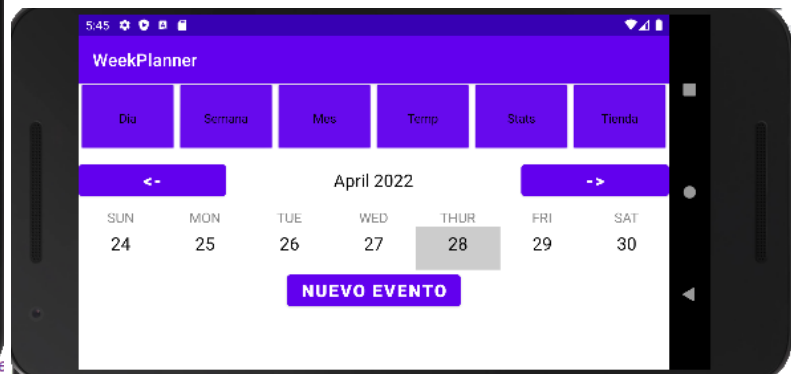 5:45
WeekPlanner
Dia Semana Mes Temp Stats Tienda
<- April 2022 ->
SUN MON TUE WED THUR FRI SAT
24 25 26 27 28 29 30
NUEVO EVENTO